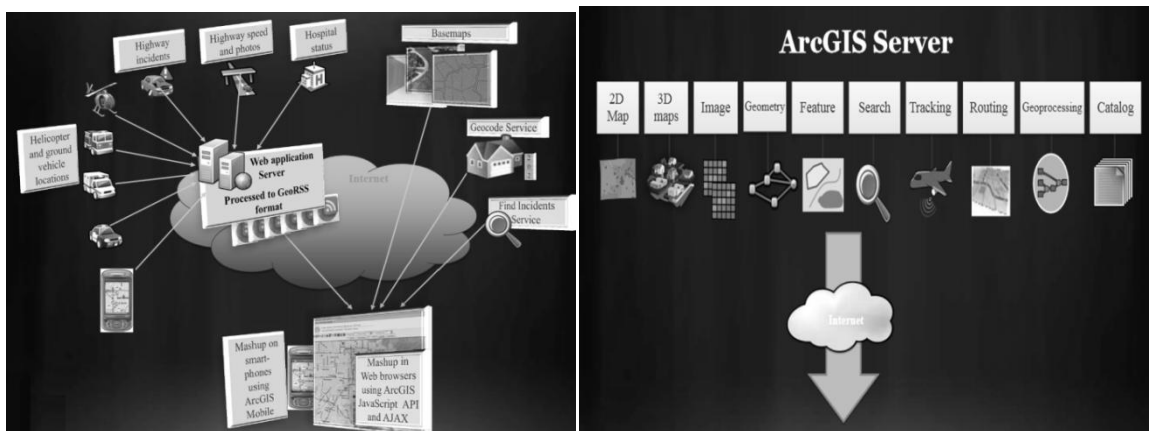 Highway
incidents
Highway speed
and photos
Hospital
status
Basemaps
Helicopter
and ground
vehicle
locations
Geocode Service
Web application
Server
Processed to GeoRSS
format
Internet
Find Incidents
Service
Mashup on
smart-
phones
using
ArcGIS
Mobile
Mashup in
Web browsers
using ArcGIS
JavaScript API
and AJAX
ArcGIS Server
2D
Map
3D
maps
Image
Geometry
Feature
Search
Tracking
Routing
Geoprocessing
Catalog
Internet